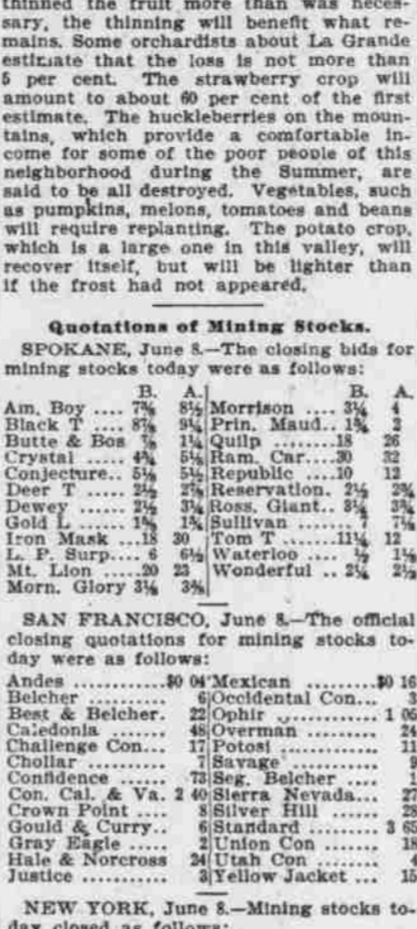 thinned the fruit more than was neces-
sary, the thinning will benefit what re-
mains. Some orchardists about La Grande
estimate that the loss is not more than
5 per cent. The strawberry crop will
amount to about 60 per cent of the first
estimate. The huckleberries on the moun-
tains, which provide a comfortable in-
come for some of the poor people of this
neighborhood during the Summer, are
said to be all destroyed. Vegetables, such
as pumpkins, melons, tomatoes and beans
will require replanting. The potato crop,
which is a large one in this valley, will
recover itself, but will be lighter than
if the frost had not appeared.
Quotations of Mining Stocks.
SPOKANE, June 8.—The closing bids for
mining stocks today were as follows:
B. A. B. A.
Am. Boy .... 7⅝ 8½ Morrison .... 3¼ 4
Black T .... 8⅞ 9¼ Prin. Maud.. 1¾ 2
Butte & Bos ⅞ 1¼ Quilp ........18 26
Crystal ..... 4¾ 5⅛ Ram. Car....30 32
Conjecture.. 5⅛ 5½ Republic ....10 12
Deer T ..... 2½ 2⅞ Reservation. 2½ 2¾
Dewey ...... 2½ 3¼ Ross. Giant.. 3¼ 3¾
Gold L ..... 1⅝ 1¾ Sullivan ..... 7 7⅛
Iron Mask ...18 30 Tom T ......11¼ 12
L. P. Surp.... 6 6½ Waterloo .... ½ 1⅛
Mt. Lion .....20 23 Wonderful .. 2¼ 2½
Morn. Glory 3⅛ 3⅜
SAN FRANCISCO, June 8.—The official
closing quotations for mining stocks to-
day were as follows:
Andes ............$0 04 Mexican .........$0 16
Belcher .......... 6 Occidental Con... 3
Best & Belcher. 22 Ophir ............ 1 05
Caledonia ....... 48 Overman ........ 24
Challenge Con... 17 Potosi ............ 11
Chollar .......... 7 Savage .......... 9
Confidence ...... 73 Seg. Belcher .... 1
Con. Cal. & Va. 2 40 Sierra Nevada... 27
Crown Point .... 8 Silver Hill ...... 28
Gould & Curry.. 6 Standard ........ 3 65
Gray Eagle ..... 2 Union Con ...... 18
Hale & Norcross 24 Utah Con ....... 4
Justice ........... 3 Yellow Jacket ... 15
NEW YORK, June 8.—Mining stocks to-
day closed as follows: